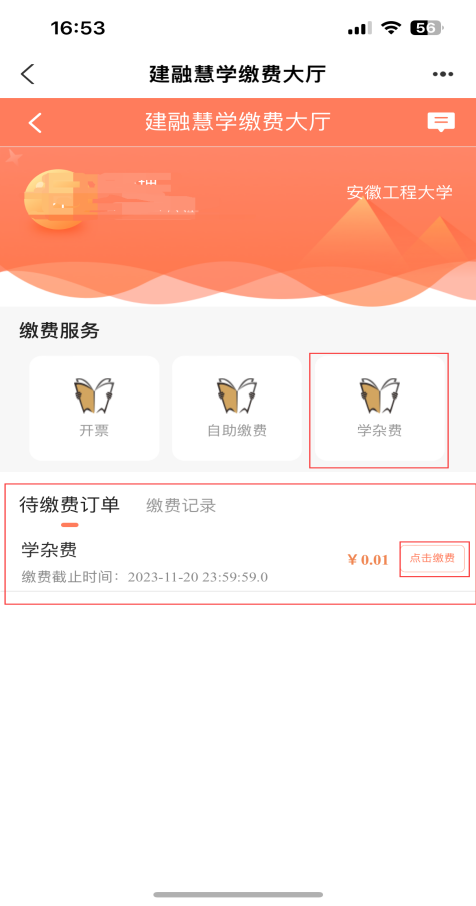 16:53
56
建融慧学缴费大厅
建融慧学缴费大厅
安徽工程大学
缴费服务
开票
自助缴费
学杂费
待缴费订单
缴费记录
学杂费
¥ 0.01
点击缴费
缴费截止时间：2023-11-20 23:59:59.0